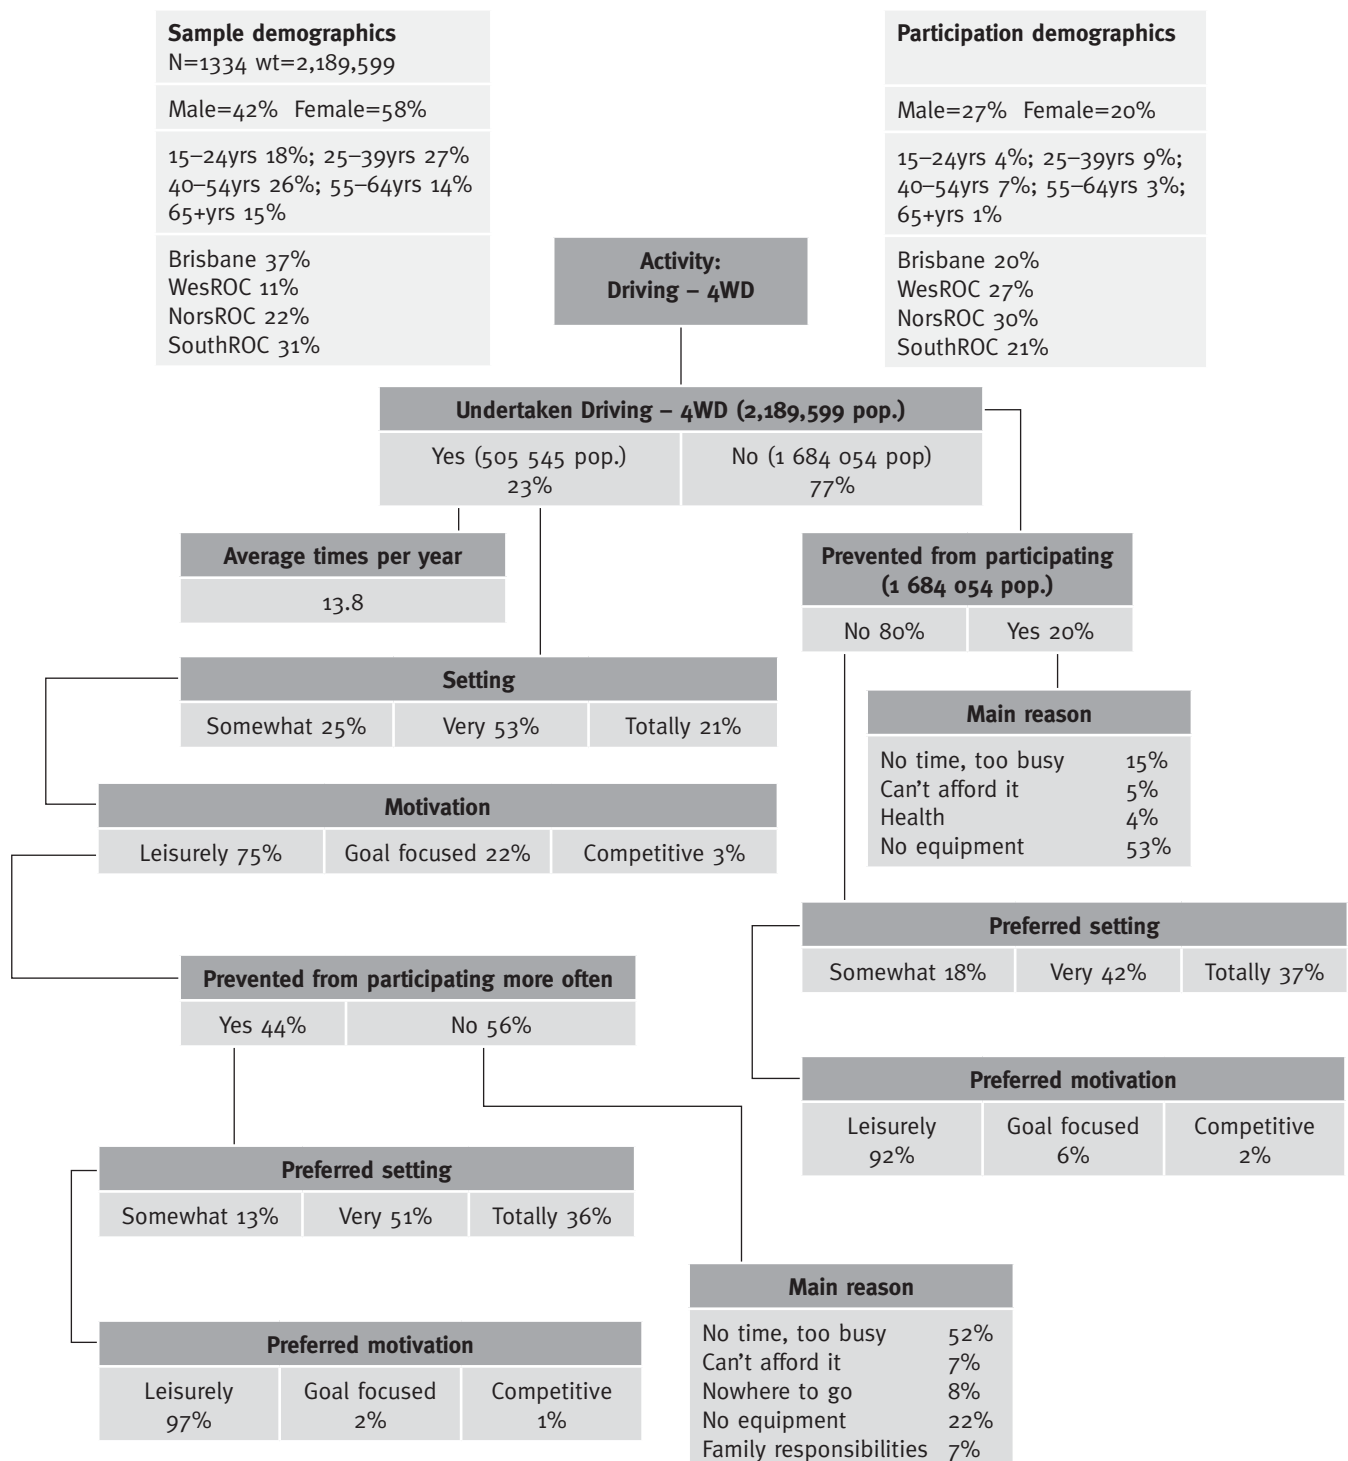 Sample demographics
N=1334 wt=2,189,599
Male=42% Female=58%
15–24yrs 18%; 25–39yrs 27%
40–54yrs 26%; 55–64yrs 14%
65+yrs 15%
Brisbane 37%
WesROC 11%
NorsROC 22%
SouthROC 31%
Participation demographics
Male=27% Female=20%
15–24yrs 4%; 25–39yrs 9%;
40–54yrs 7%; 55–64yrs 3%;
65+yrs 1%
Brisbane 20%
WesROC 27%
NorsROC 30%
SouthROC 21%
Activity:
Driving – 4WD
Undertaken Driving – 4WD (2,189,599 pop.)
Yes (505 545 pop.)
23%
No (1 684 054 pop)
77%
Average times per year
13.8
Prevented from participating
(1 684 054 pop.)
No 80% Yes 20%
Setting
Somewhat 25% Very 53% Totally 21%
Main reason
No time, too busy 15%
Can't afford it 5%
Health 4%
No equipment 53%
Motivation
Leisurely 75% Goal focused 22% Competitive 3%
Preferred setting
Somewhat 18% Very 42% Totally 37%
Prevented from participating more often
Yes 44% No 56%
Preferred motivation
Leisurely
92%
Goal focused
6%
Competitive
2%
Preferred setting
Somewhat 13% Very 51% Totally 36%
Main reason
No time, too busy 52%
Can't afford it 7%
Nowhere to go 8%
No equipment 22%
Family responsibilities 7%
Preferred motivation
Leisurely
97%
Goal focused
2%
Competitive
1%